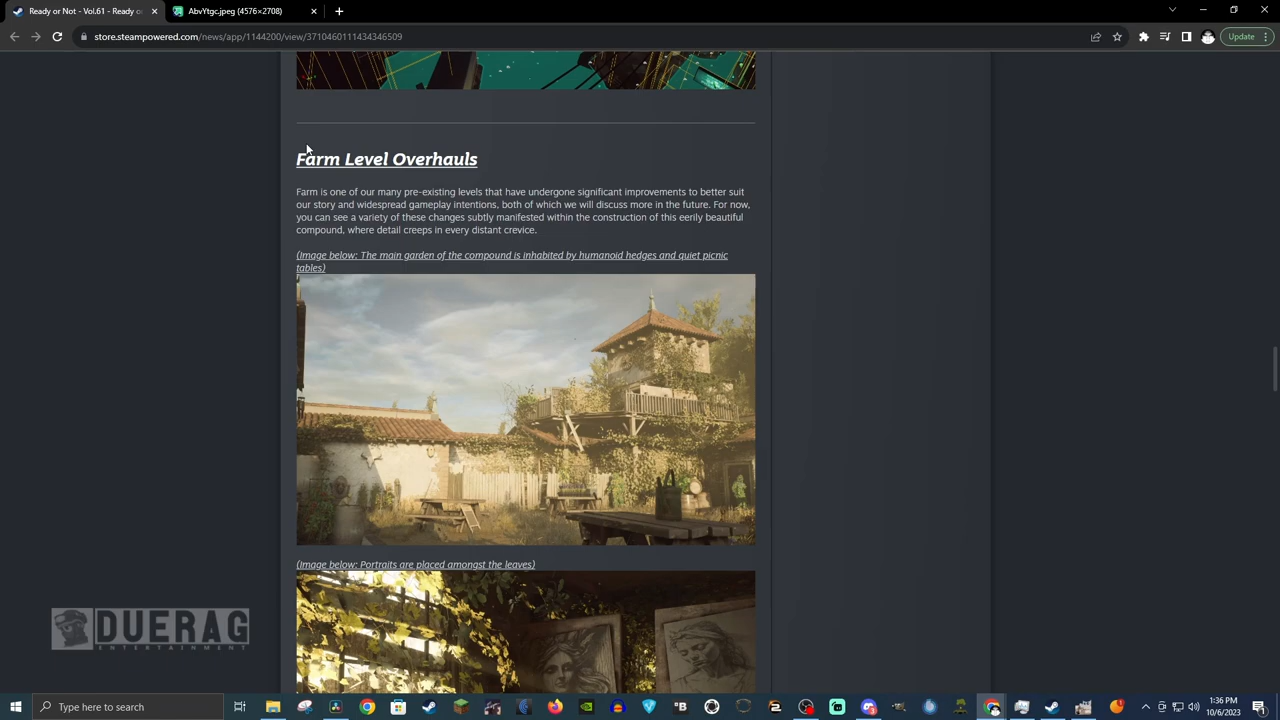 Ready or Not - Vol.61 - Ready o
AbvYtgc.jpeg (4576×2708)
store.steampowered.com/news/app/1144200/view/3710460111434346509
Update
Farm Level Overhauls
Farm is one of our many pre-existing levels that have undergone significant improvements to better suit
our story and widespread gameplay intentions, both of which we will discuss more in the future. For now,
you can see a variety of these changes subtly manifested within the construction of this eerily beautiful
compound, where detail creeps in every distant crevice.
(Image below: The main garden of the compound is inhabited by humanoid hedges and quiet picnic
tables)
(Image below: Portraits are placed amongst the leaves)
DUERAG
ENTERTAINMENT
Type here to search
1:36 PM
10/6/2023